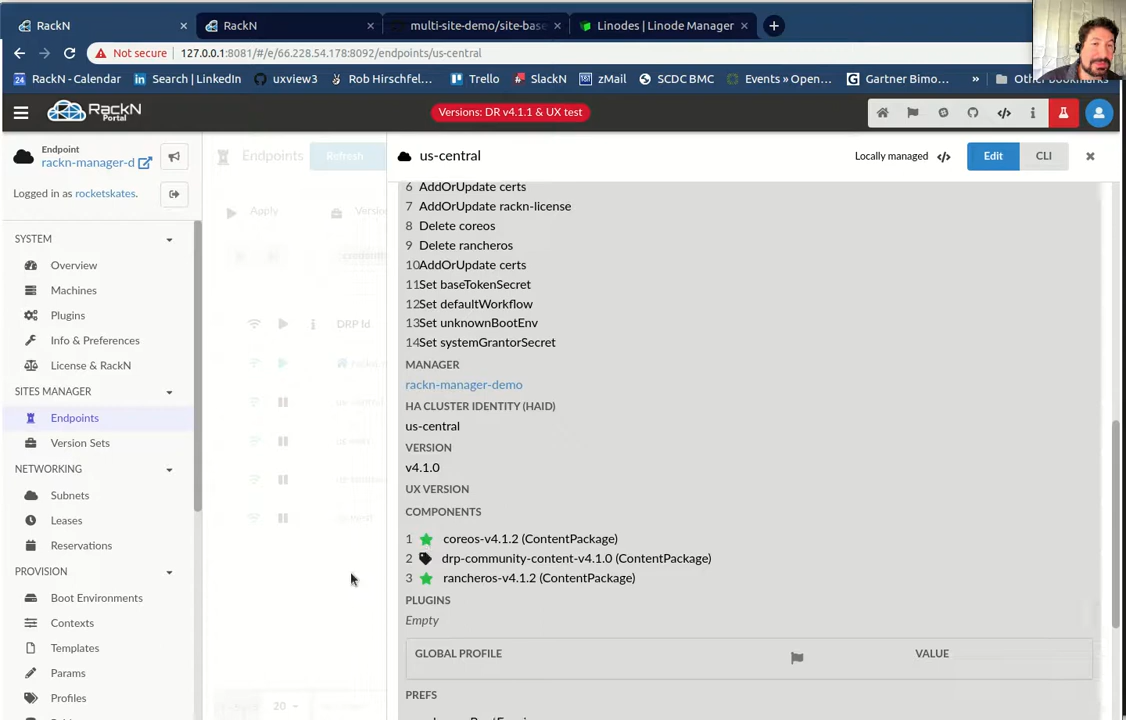 RackN
RackN
multi-site-demo/site-base
Linodes | Linode Manager
Not secure 127.0.0.1:8081/#/e/66.228.54.178:8092/endpoints/us-central
RackN - Calendar
Search | LinkedIn
uxview3
Rob Hirschfel...
Trello
SlackN
zMail
SCDC BMC
Events » Open...
Gartner Bimo...
»
Other Bookmarks
RackN
Portal
Versions: DR v4.1.1 & UX test
Endpoint
rackn-manager-d
Logged in as rocketskates.
SYSTEM
Overview
Machines
Plugins
Info & Preferences
License & RackN
SITES MANAGER
Endpoints
Version Sets
NETWORKING
Subnets
Leases
Reservations
PROVISION
Boot Environments
Contexts
Templates
Params
Profiles
Endpoints
Refresh
Apply
DRP Id
20
us-central
Locally managed
Edit
CLI
6 AddOrUpdate certs
7 AddOrUpdate rackn-license
8 Delete coreos
9 Delete rancheros
10AddOrUpdate certs
11Set baseTokenSecret
12Set defaultWorkflow
13Set unknownBootEnv
14Set systemGrantorSecret
MANAGER
rackn-manager-demo
HA CLUSTER IDENTITY (HAID)
us-central
VERSION
v4.1.0
UX VERSION
COMPONENTS
1 coreos-v4.1.2 (ContentPackage)
2 drp-community-content-v4.1.0 (ContentPackage)
3 rancheros-v4.1.2 (ContentPackage)
PLUGINS
Empty
GLOBAL PROFILE
VALUE
PREFS